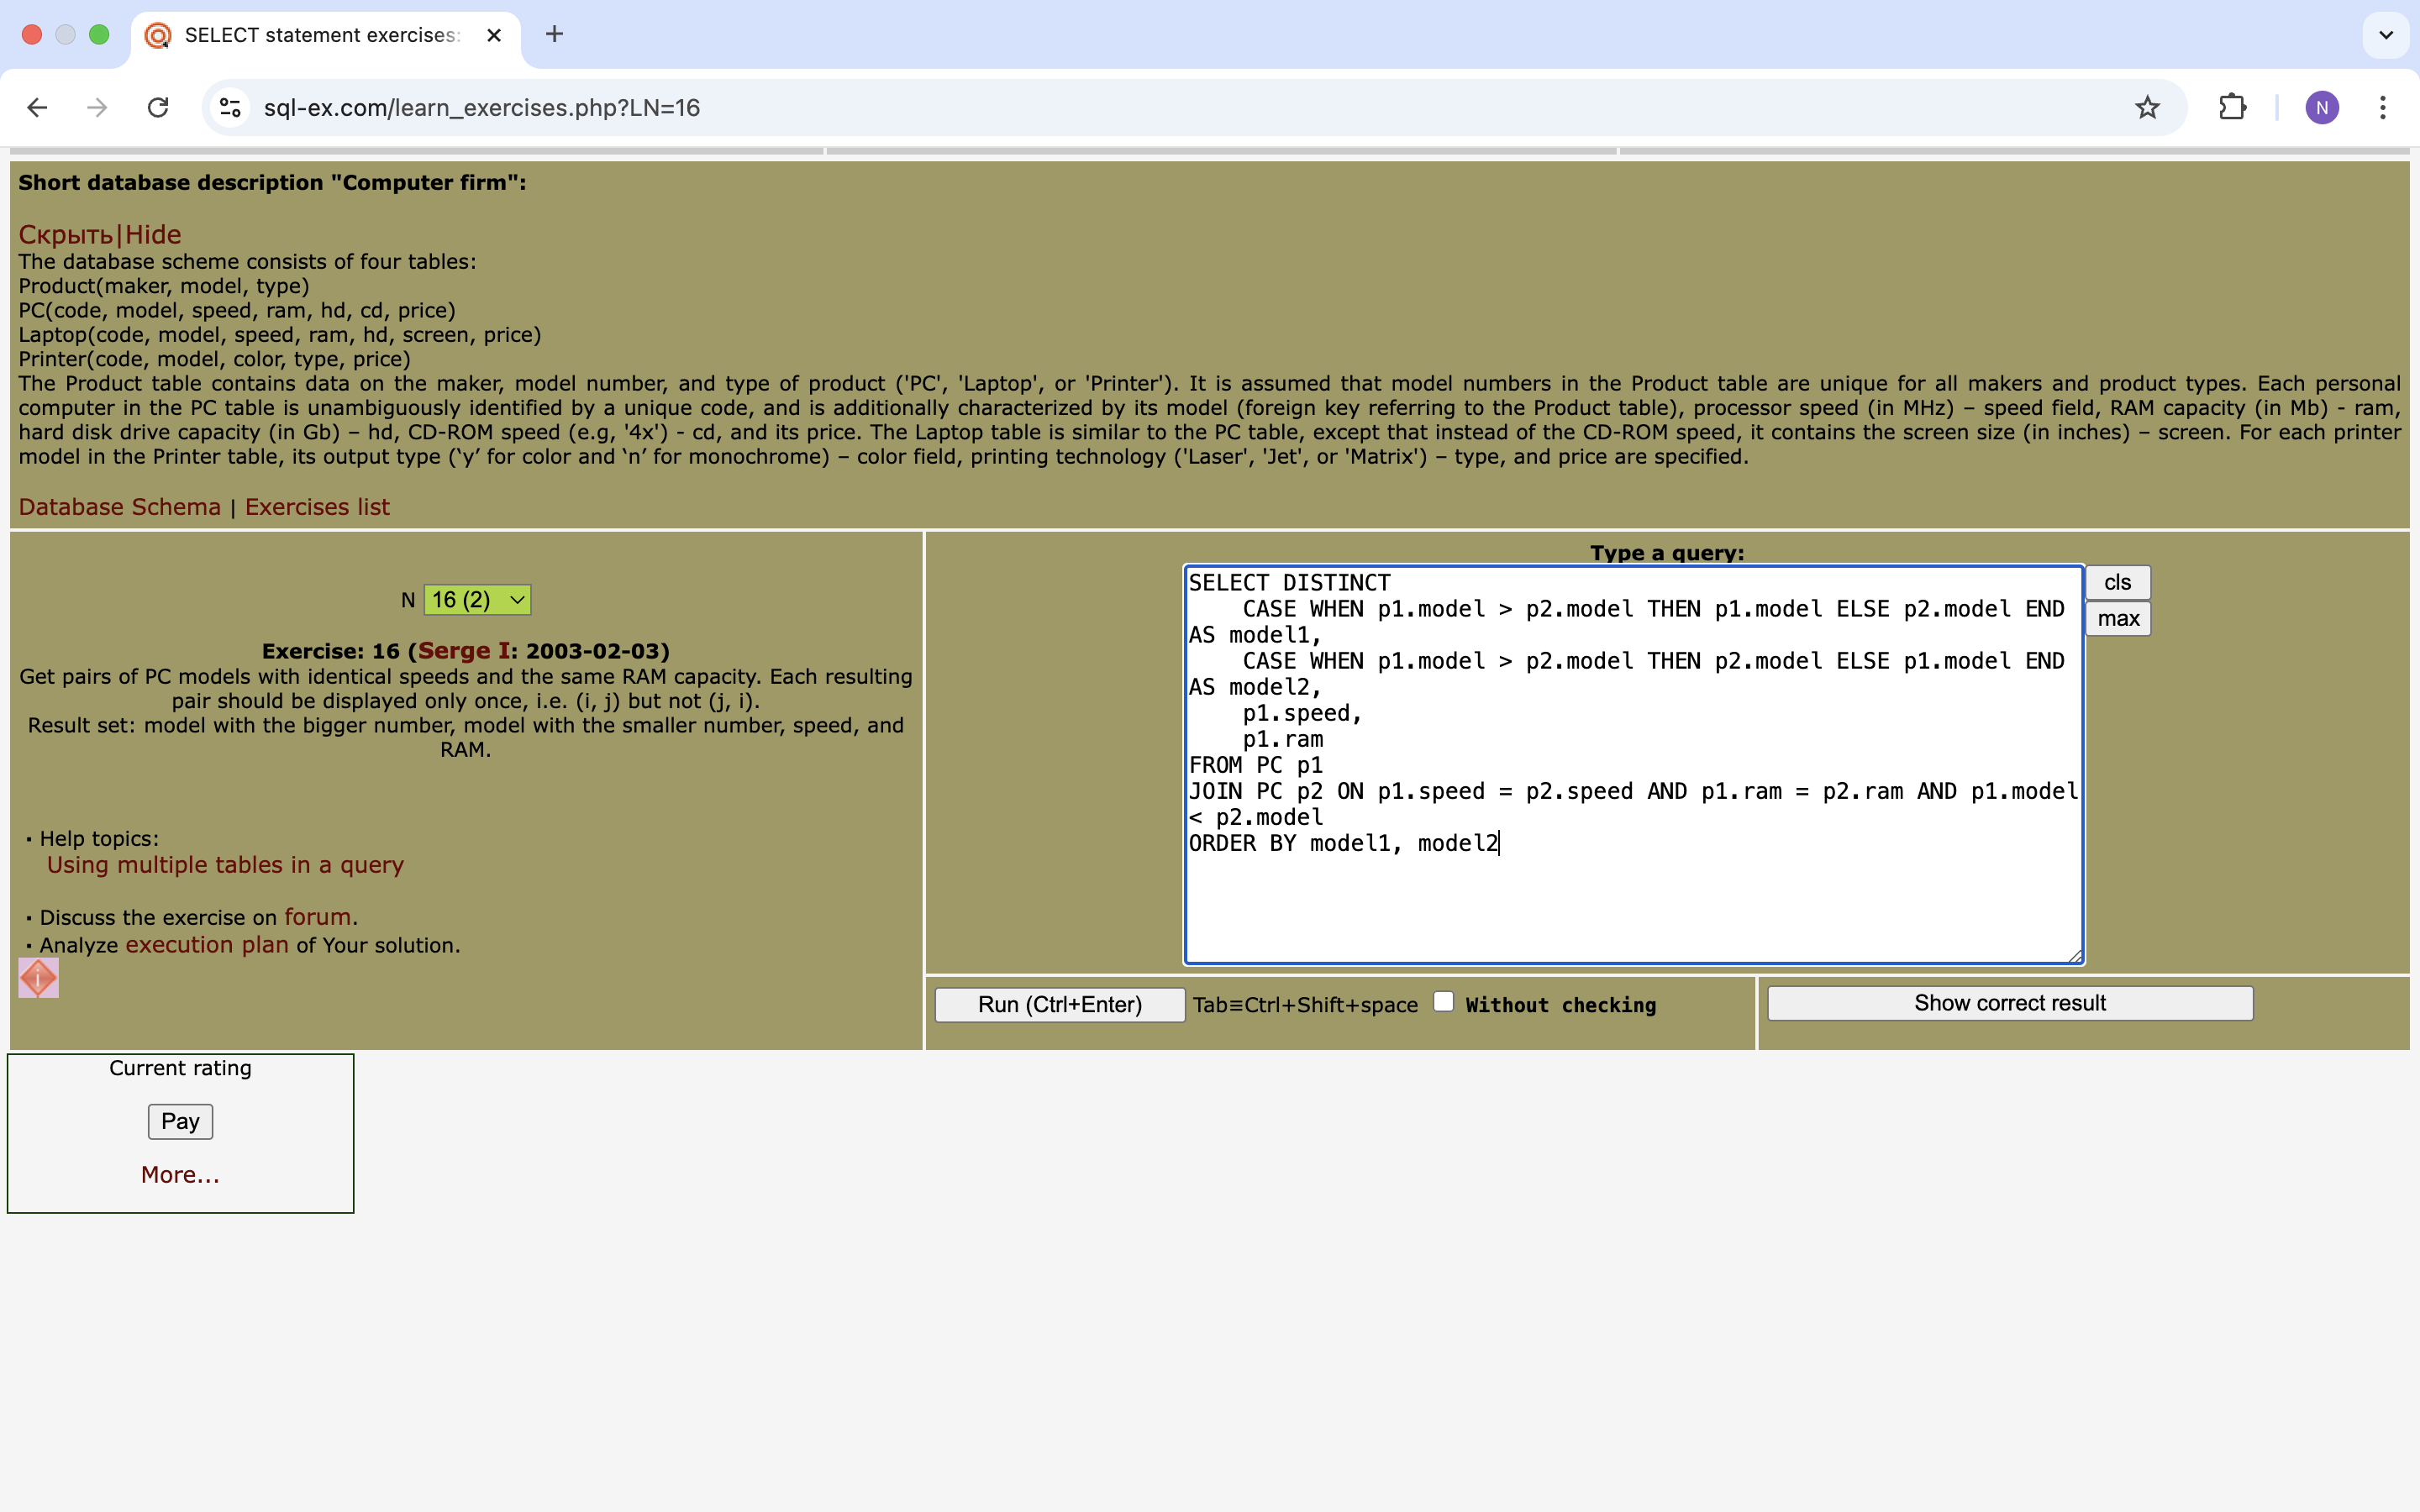 SELECT statement exercises:
sql-ex.com/learn_exercises.php?LN=16
N
Short database description "Computer firm":
Скрыть|Hide
The database scheme consists of four tables:
Product(maker, model, type)
PC(code, model, speed, ram, hd, cd, price)
Laptop(code, model, speed, ram, hd, screen, price)
Printer(code, model, color, type, price)
The Product table contains data on the maker, model number, and type of product ('PC', 'Laptop', or 'Printer'). It is assumed that model numbers in the Product table are unique for all makers and product types. Each personal
computer in the PC table is unambiguously identified by a unique code, and is additionally characterized by its model (foreign key referring to the Product table), processor speed (in MHz) – speed field, RAM capacity (in Mb) - ram,
hard disk drive capacity (in Gb) – hd, CD-ROM speed (e.g, '4x') - cd, and its price. The Laptop table is similar to the PC table, except that instead of the CD-ROM speed, it contains the screen size (in inches) – screen. For each printer
model in the Printer table, its output type (‘y’ for color and ‘n’ for monochrome) – color field, printing technology ('Laser', 'Jet', or 'Matrix') – type, and price are specified.
Database Schema | Exercises list
N 16 (2)
Exercise: 16 (Serge I: 2003-02-03)
Get pairs of PC models with identical speeds and the same RAM capacity. Each resulting
pair should be displayed only once, i.e. (i, j) but not (j, i).
Result set: model with the bigger number, model with the smaller number, speed, and
RAM.
· Help topics:
Using multiple tables in a query
· Discuss the exercise on forum.
· Analyze execution plan of Your solution.
Type a query:
SELECT DISTINCT
    CASE WHEN p1.model > p2.model THEN p1.model ELSE p2.model END
AS model1,
    CASE WHEN p1.model > p2.model THEN p2.model ELSE p1.model END
AS model2,
    p1.speed,
    p1.ram
FROM PC p1
JOIN PC p2 ON p1.speed = p2.speed AND p1.ram = p2.ram AND p1.model
< p2.model
ORDER BY model1, model2
cls
max
Run (Ctrl+Enter) Tab≡Ctrl+Shift+space Without checking
Show correct result
Current rating
Pay
More...